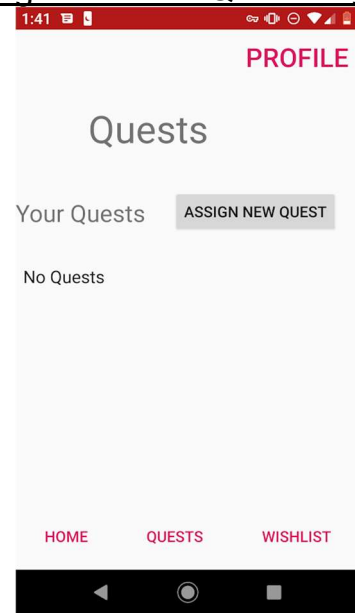 1:41
PROFILE
Quests
Your Quests
ASSIGN NEW QUEST
No Quests
HOME
QUESTS
WISHLIST